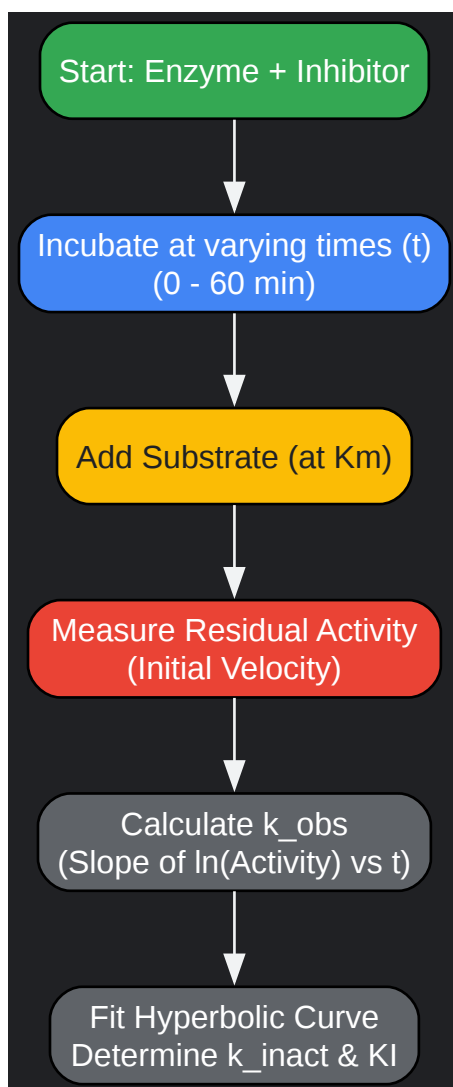 Start: Enzyme + Inhibitor
Incubate at varying times (t)
(0 - 60 min)
Add Substrate (at Km)
Measure Residual Activity
(Initial Velocity)
Calculate k_obs
(Slope of ln(Activity) vs t)
Fit Hyperbolic Curve
Determine k_inact & KI